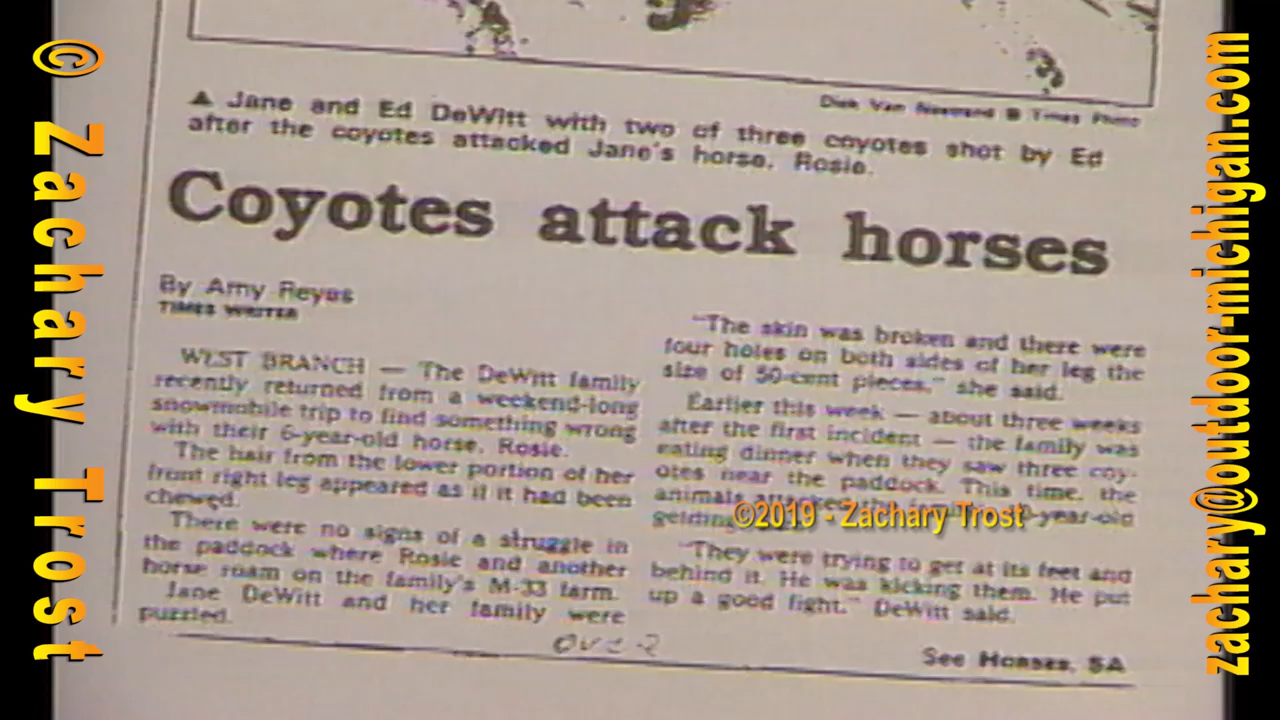 © Zachary Trost
zachary@outdoor-michigan.com
Dick Van Times Photo
▲ Jane and Ed DeWitt with two of three coyotes shot by Ed
after the coyotes attacked Jane's horse, Rosie.
Coyotes attack horses
By Amy Reyes
TIMES WRITER
WEST BRANCH — The DeWitt family
recently returned from a weekend-long
snowmobile trip to find something wrong
with their 6-year-old horse, Rosie.
The hair from the lower portion of her
front right leg appeared as if it had been
chewed.
There were no signs of a struggle in
the paddock where Rosie and another
horse roam on the family's M-33 farm.
Jane DeWitt and her family were
puzzled.
"The skin was broken and there were
four holes on both sides of her leg the
size of 50-cent pieces," she said.
Earlier this week — about three weeks
after the first incident — the family was
eating dinner when they saw three coy-
otes near the paddock. This time, the
animals attacked the
gelding -year-old
©2019 - Zachary Trost
"They were trying to get at its feet and
behind it. He was kicking them. He put
up a good fight," DeWitt said.
See Horses, 5A